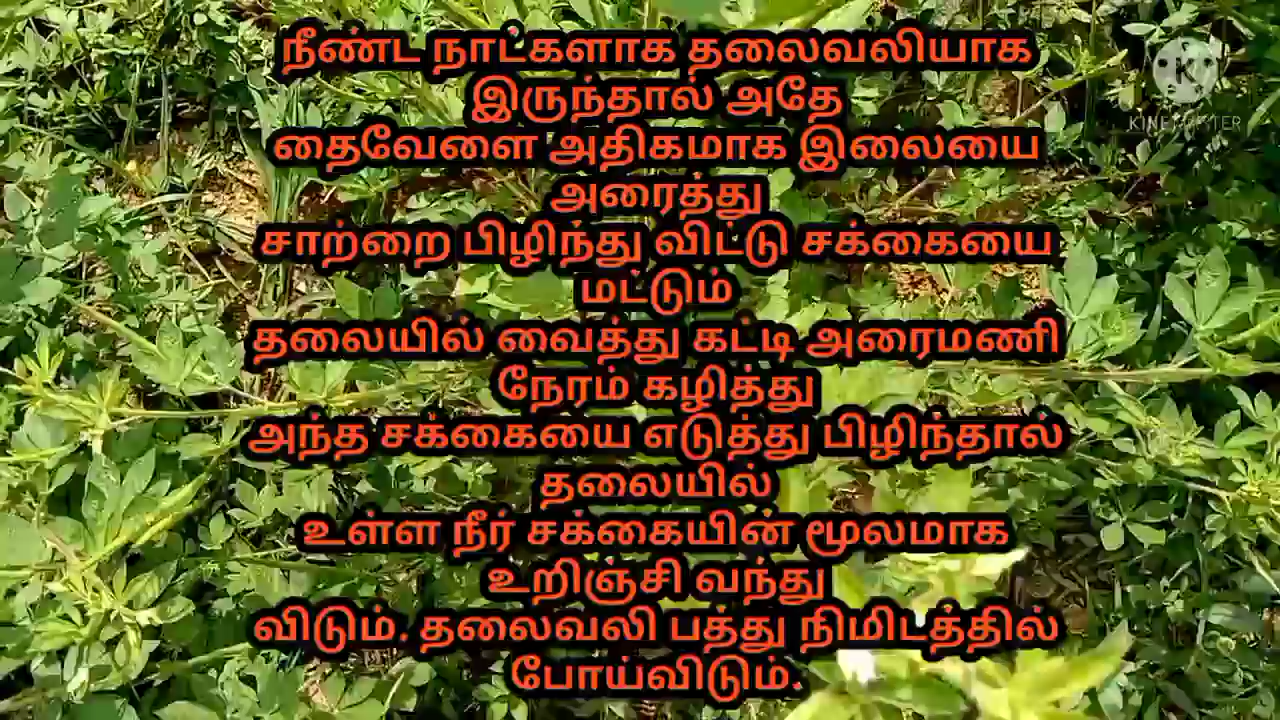 நீண்ட நாட்களாக தலைவலியாக
இருந்தால் அதே
தைவேளை அதிகமாக இலையை
அரைத்து
சாற்றை பிழிந்து விட்டு சக்கையை
மட்டும்
தலையில் வைத்து கட்டி அரைமணி
நேரம் கழித்து
அந்த சக்கையை எடுத்து பிழிந்தால்
தலையில்
உள்ள நீர் சக்கையின் மூலமாக
உறிஞ்சி வந்து
விடும். தலைவலி பத்து நிமிடத்தில்
போய்விடும்.
K
KINEMASTER